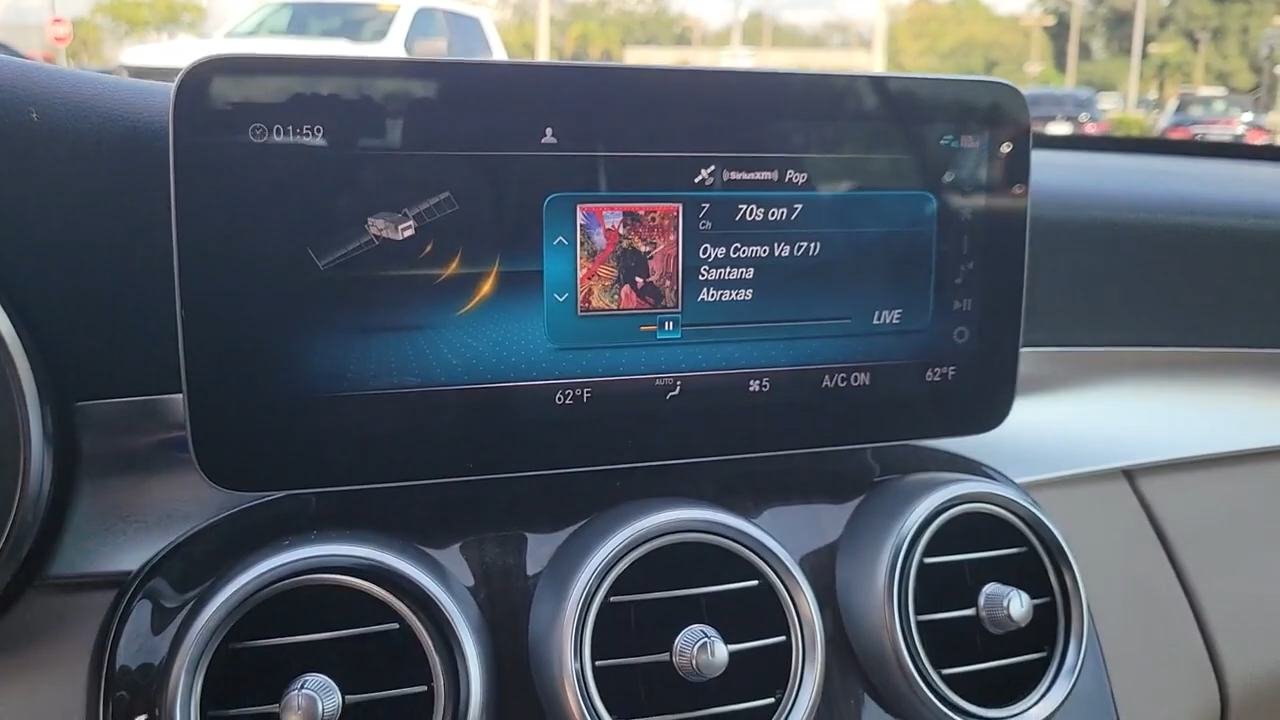 01:59
((SiriusXM)) Pop
7 Ch
70s on 7
Oye Como Va (71)
Santana
Abraxas
LIVE
62°F
AUTO
5
A/C ON
62°F